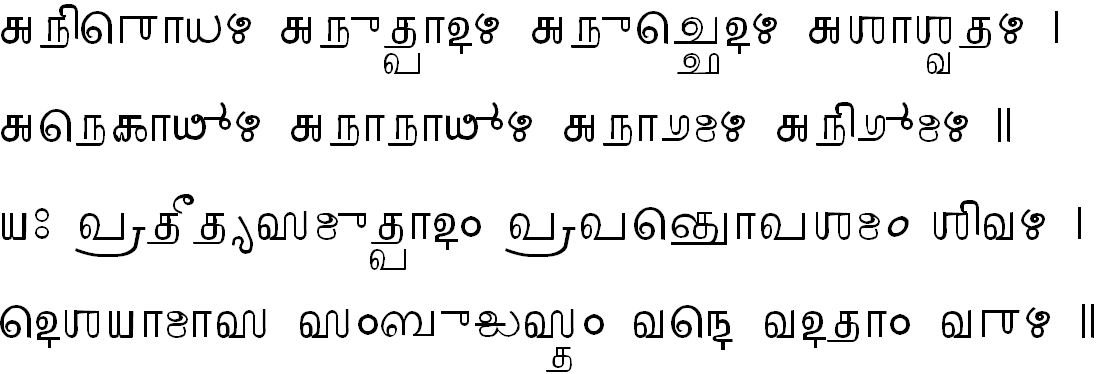 𑌅𑌨𑌿𑌰𑍋𑌧𑌮𑍍 𑌅𑌨𑍁𑌤𑍍𑌪𑌾𑌦𑌮𑍍 𑌅𑌨𑍁𑌚𑍍𑌛𑍇𑌦𑌮𑍍 𑌅𑌶𑌾𑌶𑍍𑌵𑌤𑌮𑍍 ।
𑌅𑌨𑍇𑌕𑌾𑌰𑍍𑌥𑌮𑍍 𑌅𑌨𑌾𑌨𑌾𑌰𑍍𑌥𑌮𑍍 𑌅𑌨𑌾𑌗𑌮𑌮𑍍 𑌅𑌨𑌿𑌰𑍍𑌗𑌮𑌮𑍍 ॥
𑌯𑌃 𑌪𑍍𑌰𑌤𑍀𑌤𑍍𑌯𑌸𑌮𑍁𑌤𑍍𑌪𑌾𑌦𑌂 𑌪𑍍𑌰𑌪𑌞𑍍𑌚𑍋𑌪𑌶𑌮𑌂 𑌶𑌿𑌵𑌮𑍍 ।
𑌦𑍇𑌶𑌯𑌾𑌮𑌾𑌸 𑌸𑌂𑌬𑍁𑌦𑍍𑌧𑌸𑍍𑌤𑌂 𑌵𑌨𑍍𑌦𑍇 𑌵𑌦𑌤𑌾𑌂 𑌵𑌰𑌮𑍍 ॥